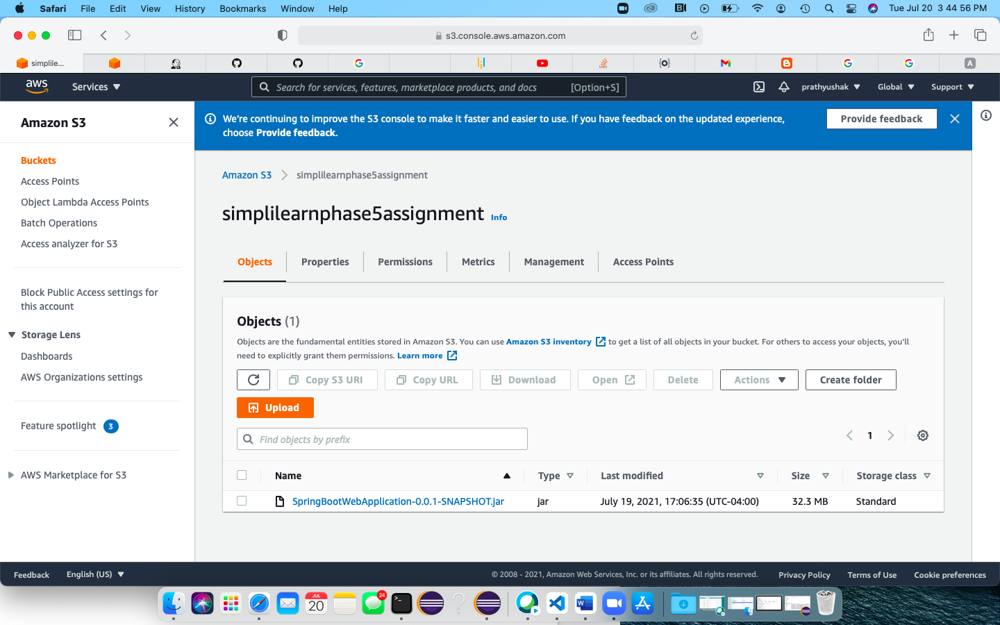 Safari File Edit View History Bookmarks Window Help Tue Jul 20 3 44 56 PM
s3.console.aws.amazon.com
simplile...
A
aws Services Search for services, features, marketplace products, and docs [Option+S] prathyushak Global Support
Amazon S3
We're continuing to improve the S3 console to make it faster and easier to use. If you have feedback on the updated experience,
choose Provide feedback.
Provide feedback
Buckets
Access Points
Object Lambda Access Points
Batch Operations
Access analyzer for S3
Block Public Access settings for
this account
Storage Lens
Dashboards
AWS Organizations settings
Feature spotlight 3
AWS Marketplace for S3
Amazon S3 simplilearnphase5assignment
simplilearnphase5assignment Info
Objects Properties Permissions Metrics Management Access Points
Objects (1)
Objects are the fundamental entities stored in Amazon S3. You can use Amazon S3 inventory to get a list of all objects in your bucket. For others to access your objects, you'll
need to explicitly grant them permissions. Learn more
Copy S3 URI Copy URL Download Open Delete Actions Create folder
Upload
Find objects by prefix
1
Name Type Last modified Size Storage class
SpringBootWebApplication-0.0.1-SNAPSHOT.jar jar July 19, 2021, 17:06:35 (UTC-04:00) 32.3 MB Standard
Feedback English (US) © 2008 - 2021, Amazon Web Services, Inc. or its affiliates. All rights reserved. Privacy Policy Terms of Use Cookie preferences
JUL
20
24